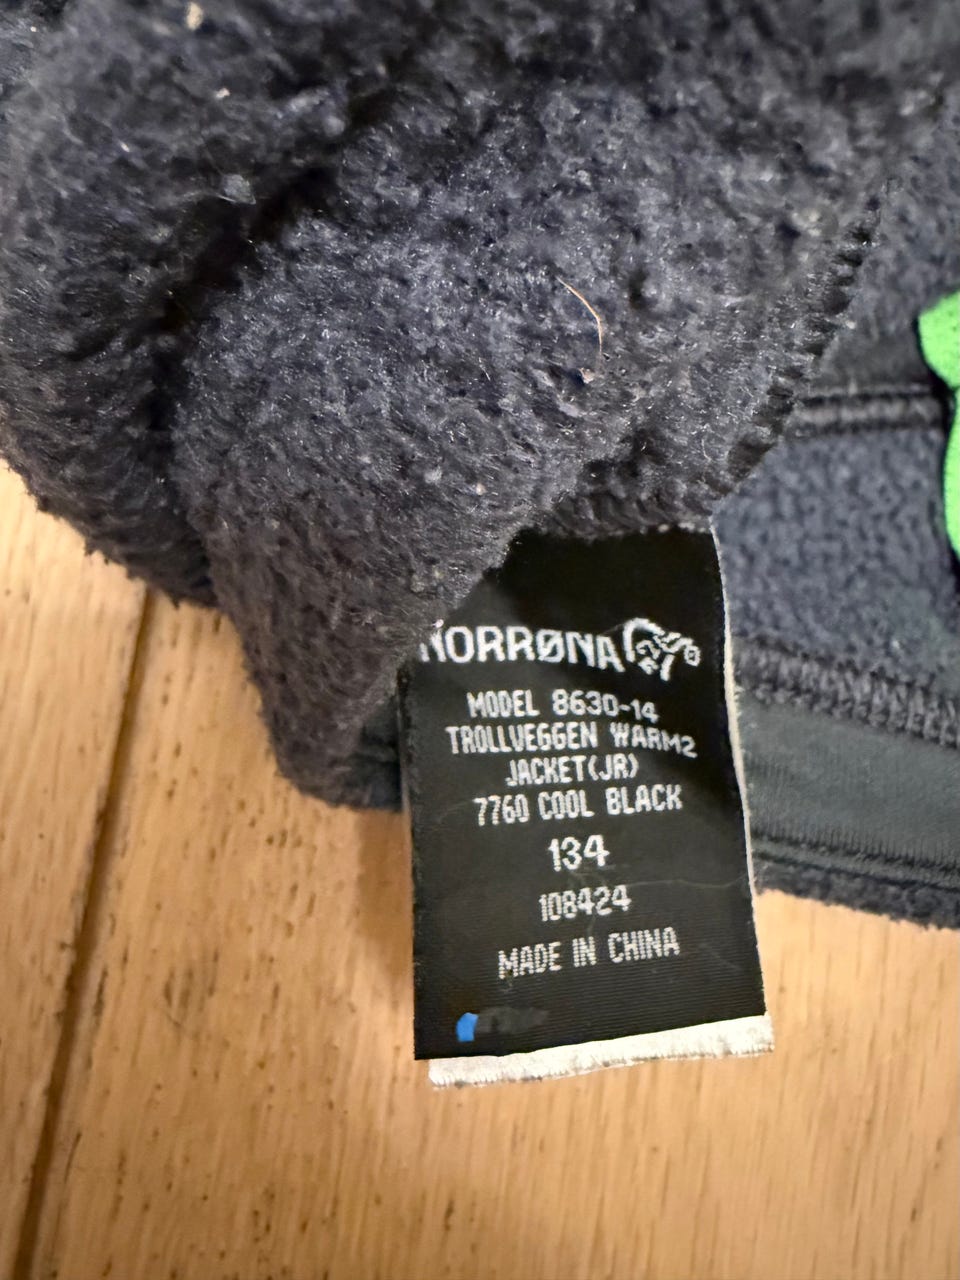 NORRØNA
MODEL 8630-14
TROLLVEGGEN WARM2
JACKET(JR)
7760 COOL BLACK
134
108424
MADE IN CHINA